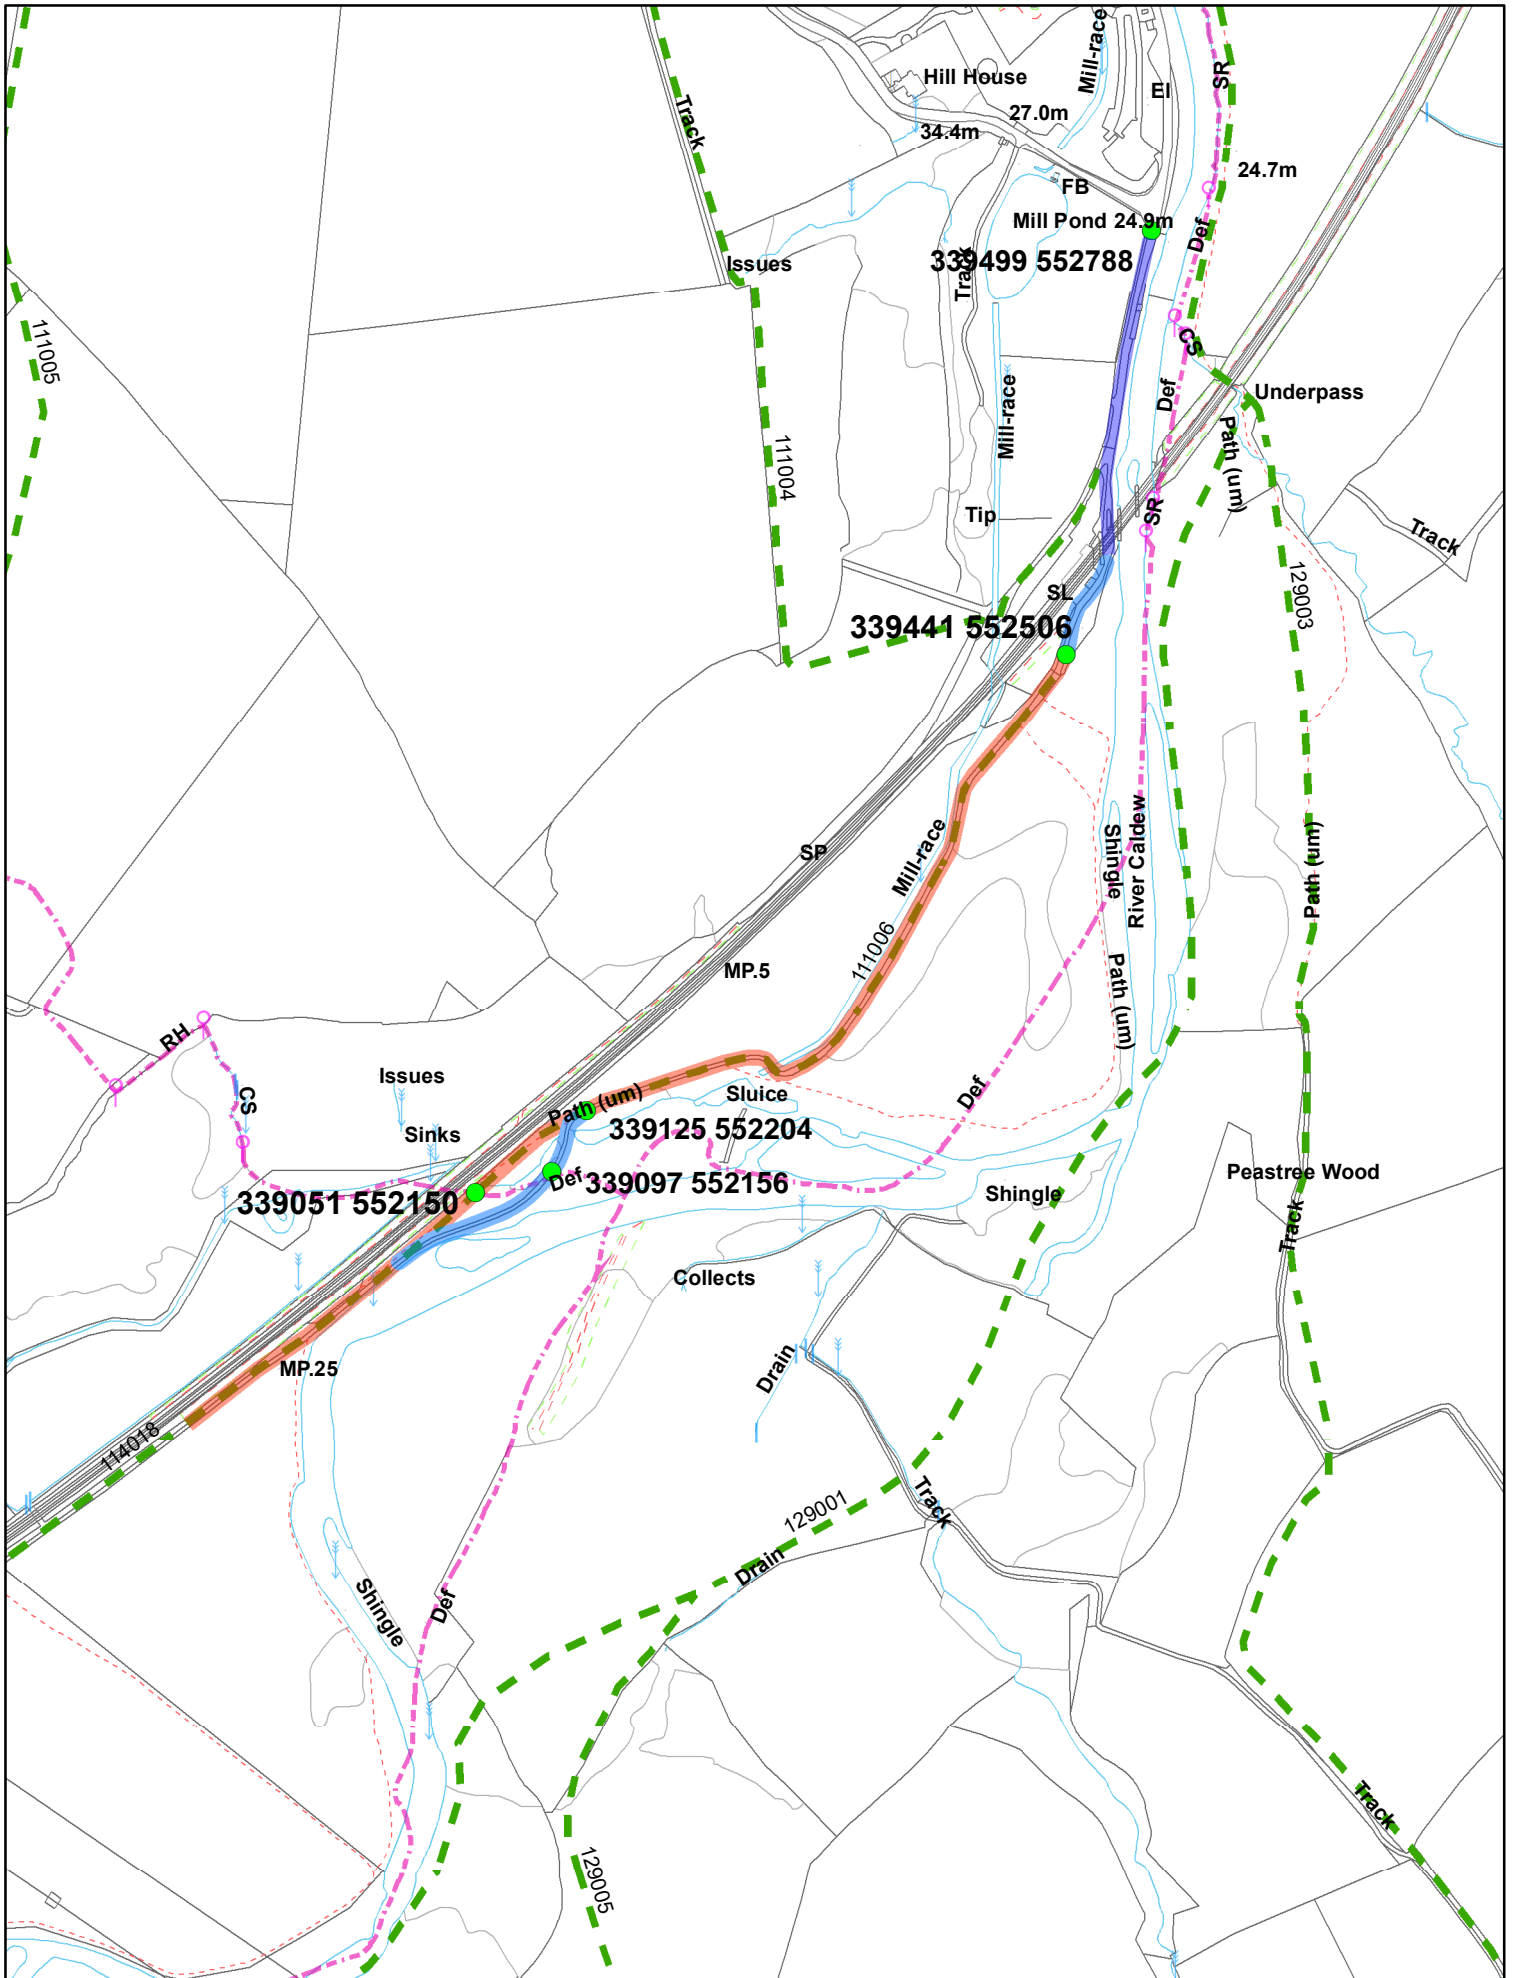 Mill-race
Hill House
El
SR
27.0m
34.4m
Track
24.7m
FB
Mill Pond 24.9m
Def
339499 552788
Issues
Track
111005
CS
Underpass
Def
Mill-race
Path (um)
111004
SR
Tip
Track
129003
SL
339441 552506
SP
Mill-race
Shingle
River Caldew
Path (um)
111006
MP.5
Path (um)
RH
Issues
CS
Def
Sluice
Path (um)
339125 552204
Sinks
Peastree Wood
Def
339097 552156
339051 552150
Shingle
Track
Collects
MP.25
Drain
114018
Track
129001
Drain
Shingle
Def
Track
129005